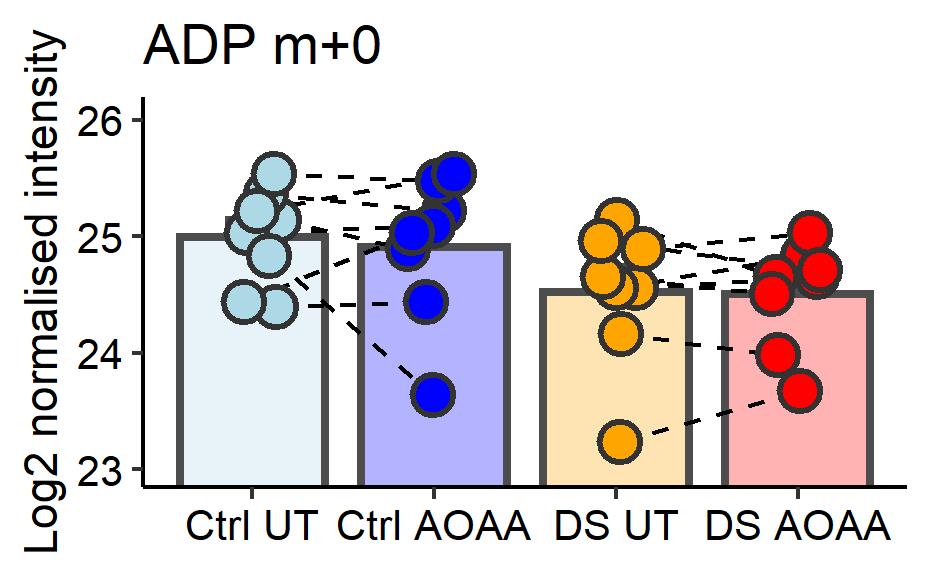 ADP m+0
Log2 normalised intensity
26
25
24
23
Ctrl UT
Ctrl AOAA
DS UT
DS AOAA